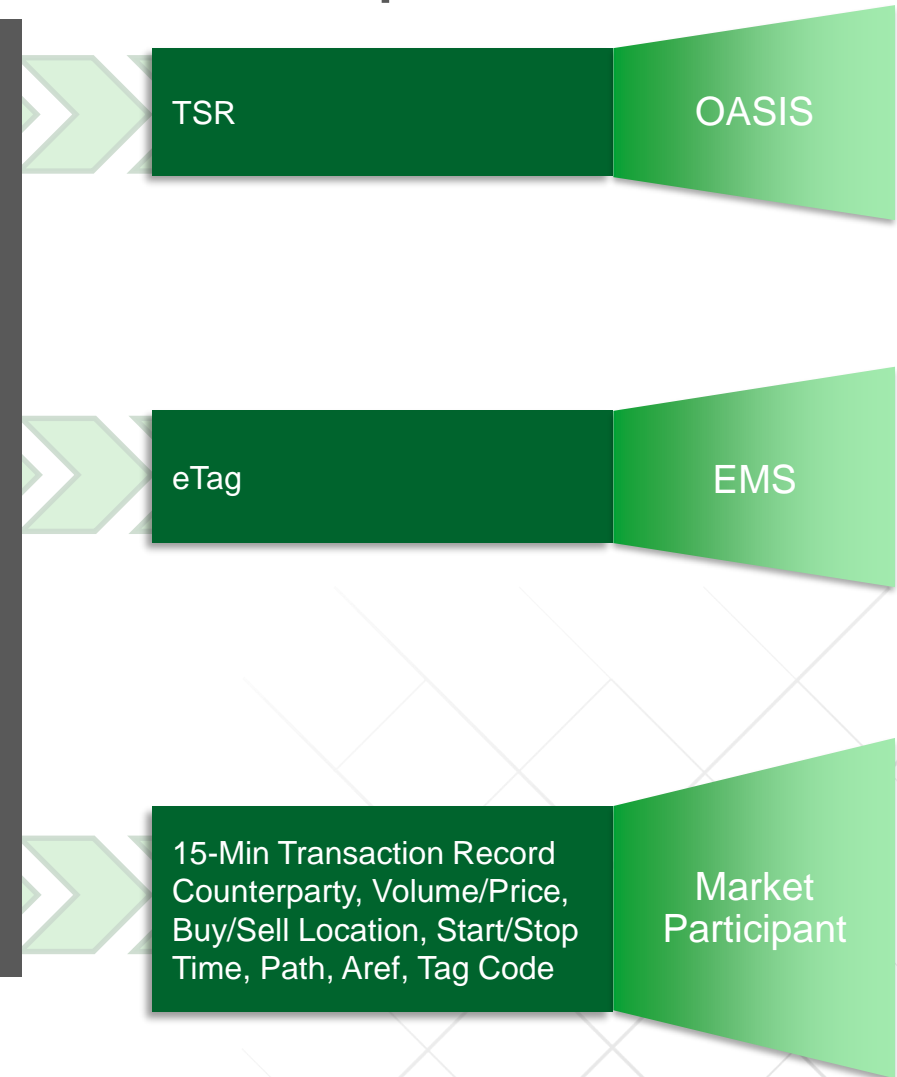 TSR
OASIS
eTag
EMS
15-Min Transaction Record
Counterparty, Volume/Price,
Buy/Sell Location, Start/Stop
Time, Path, Aref, Tag Code
Market
Participant